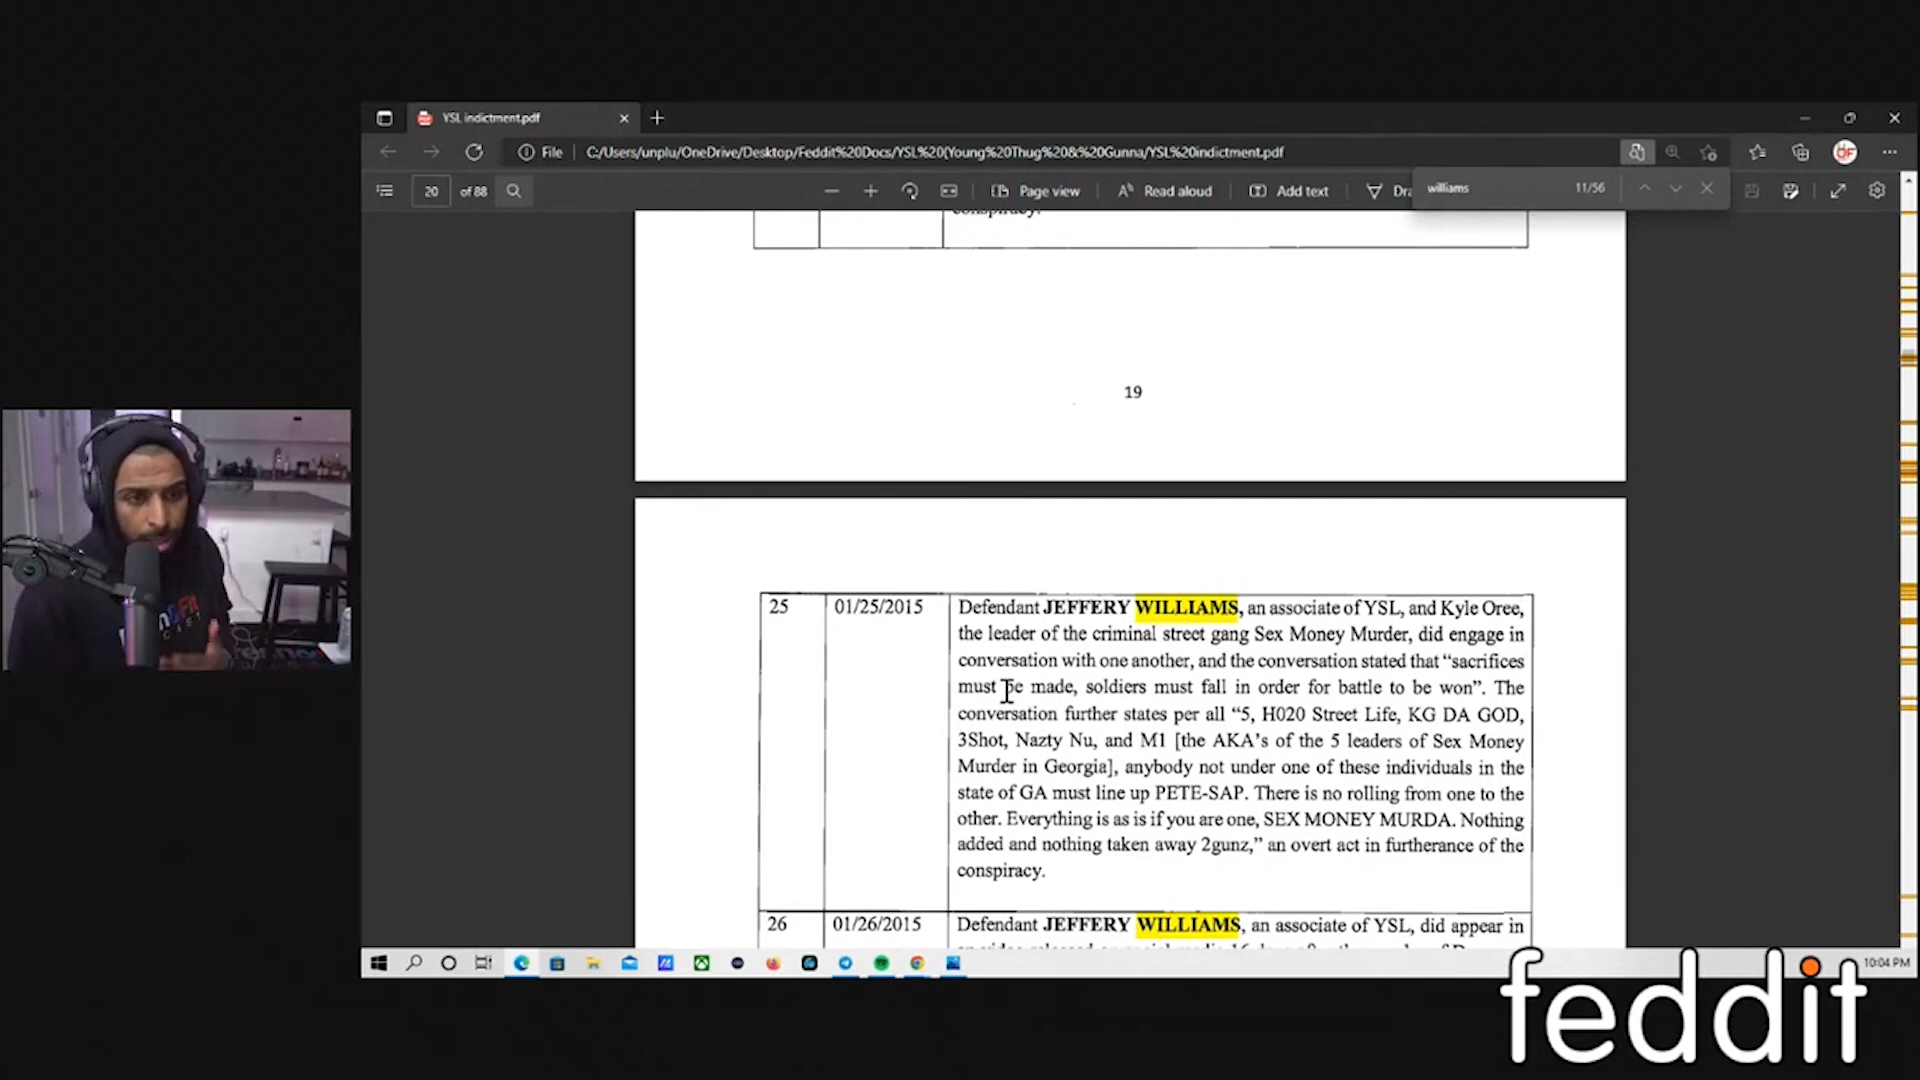 YSL indictment.pdf
File C:/Users/unplu/OneDrive/Desktop/Feddit%20Docs/YSL%20(Young%20Thug%20&%20Gunna/YSL%20indictment.pdf
20 of 88
Page view
Read aloud
Add text
Dra
williams 11/56
conspiracy.
19
25 01/25/2015 Defendant JEFFERY WILLIAMS, an associate of YSL, and Kyle Oree,
the leader of the criminal street gang Sex Money Murder, did engage in
conversation with one another, and the conversation stated that “sacrifices
must be made, soldiers must fall in order for battle to be won”. The
conversation further states per all “5, H020 Street Life, KG DA GOD,
3Shot, Nazty Nu, and M1 [the AKA’s of the 5 leaders of Sex Money
Murder in Georgia], anybody not under one of these individuals in the
state of GA must line up PETE-SAP. There is no rolling from one to the
other. Everything is as is if you are one, SEX MONEY MURDA. Nothing
added and nothing taken away 2gunz,” an overt act in furtherance of the
conspiracy.
26 01/26/2015 Defendant JEFFERY WILLIAMS, an associate of YSL, did appear in
10:04 PM
feddit